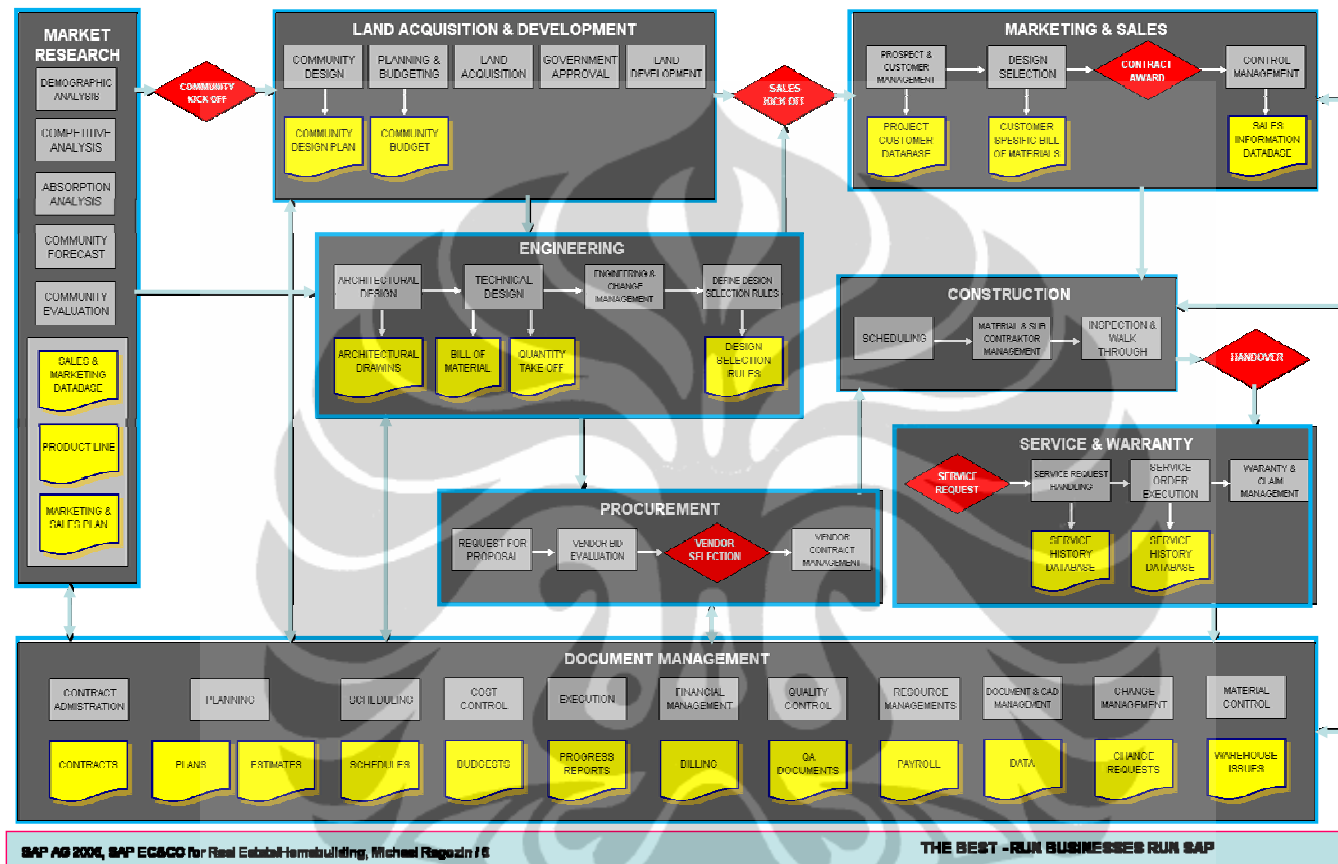 MARKET
RESEARCH
DEMOGRAPHIC
ANALYSIS
COMPETITIVE
ANALYSIS
ABSORPTION
ANALYSIS
COMMUNITY
FORECAST
COMMUNITY
EVALUATION
SALES &
MARKETING
DATABASE
PRODUCT LINE
MARKETING &
SALES PLAN
COMMUNITY
KICK OFF
LAND ACQUISITION & DEVELOPMENT
COMMUNITY
DESIGN
PLANNING &
BUDGETING
LAND
ACQUISITION
GOVERNMENT
APPROVAL
LAND
DEVELOPMENT
COMMUNITY
DESIGN PLAN
COMMUNITY
BUDGET
SALES
KICK OFF
MARKETING & SALES
PROSPECT &
CUSTOMER
MANAGEMENT
DESIGN
SELECTION
CONTRACT
AWARD
CONTROL
MANAGEMENT
PROJECT
CUSTOMER
DATABASE
CUSTOMER
SPESIFIC BILL
OF MATERIALS
SALES
INFORMATION
DATABASE
ENGINEERING
ARCHITECTURAL
DESIGN
TECHNICAL
DESIGN
ENGINEERING &
CHANGE
MANAGEMENT
DEFINE DESIGN
SELECTION RULES
ARCHITECTURAL
DRAWINS
BILL OF
MATERIAL
QUANTITY
TAKE OFF
DESIGN
SELECTION
RULES
CONSTRUCTION
SCHEDULING
MATERIAL & SUB
CONTRAKTOR
MANAGEMENT
INSPECTION &
WALK
THROUGH
HANDOVER
SERVICE & WARRANTY
SERVICE
REQUEST
SERVICE REQUEST
HANDLING
SERVICE
ORDER
EXECUTION
WARANTY &
CLAIM
MANAGEMENT
SERVICE
HISTORY
DATABASE
SERVICE
HISTORY
DATABASE
PROCUREMENT
REQUEST FOR
PROPOSAL
VENDOR BID
EVALUATION
VENDOR
SELECTION
VENDOR
CONTRACT
MANAGEMENT
DOCUMENT MANAGEMENT
CONTRACT
ADMISTRATION
PLANNING
SCHEDULING
COST
CONTROL
EXECUTION
FINANCIAL
MANAGEMENT
QUALITY
CONTROL
RESOURCE
MANAGEMENTS
DOCUMENT & CAD
MANAGEMENT
CHANGE
MANAGEMENT
MATERIAL
CONTROL
CONTRACTS
PLANS
ESTIMATES
SCHEDULES
BUDGESTS
PROGRESS
REPORTS
BILLING
QA
DOCUMENTS
PAYROLL
DATA
CHANGE
REQUESTS
WAREHOUSE
ISSUES
SAP AG 2006, SAP EC&CO for Real Estate/Homebuilding, Michael Ragozin / 6
THE BEST - RUN BUSINESSES RUN SAP